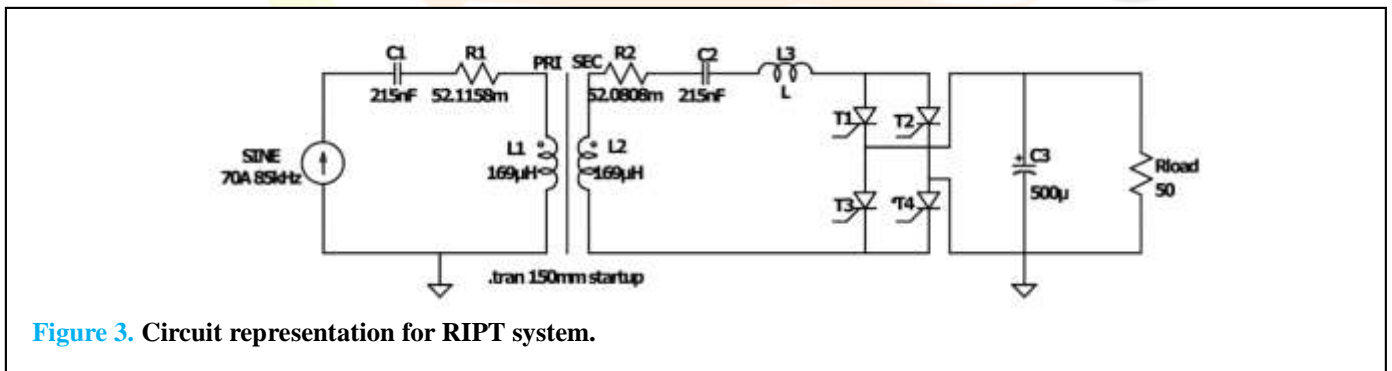 C1
R1
PRI SEC
R2
C2
L3
215nF
52.1158m
52.0808m
215nF
L
T1
T2
SINE
70A 85kHz
L1
169µH
L2
169µH
C3
500µ
Rload
50
T3
T4
.tran 150mm startup
Figure 3. Circuit representation for RIPT system.